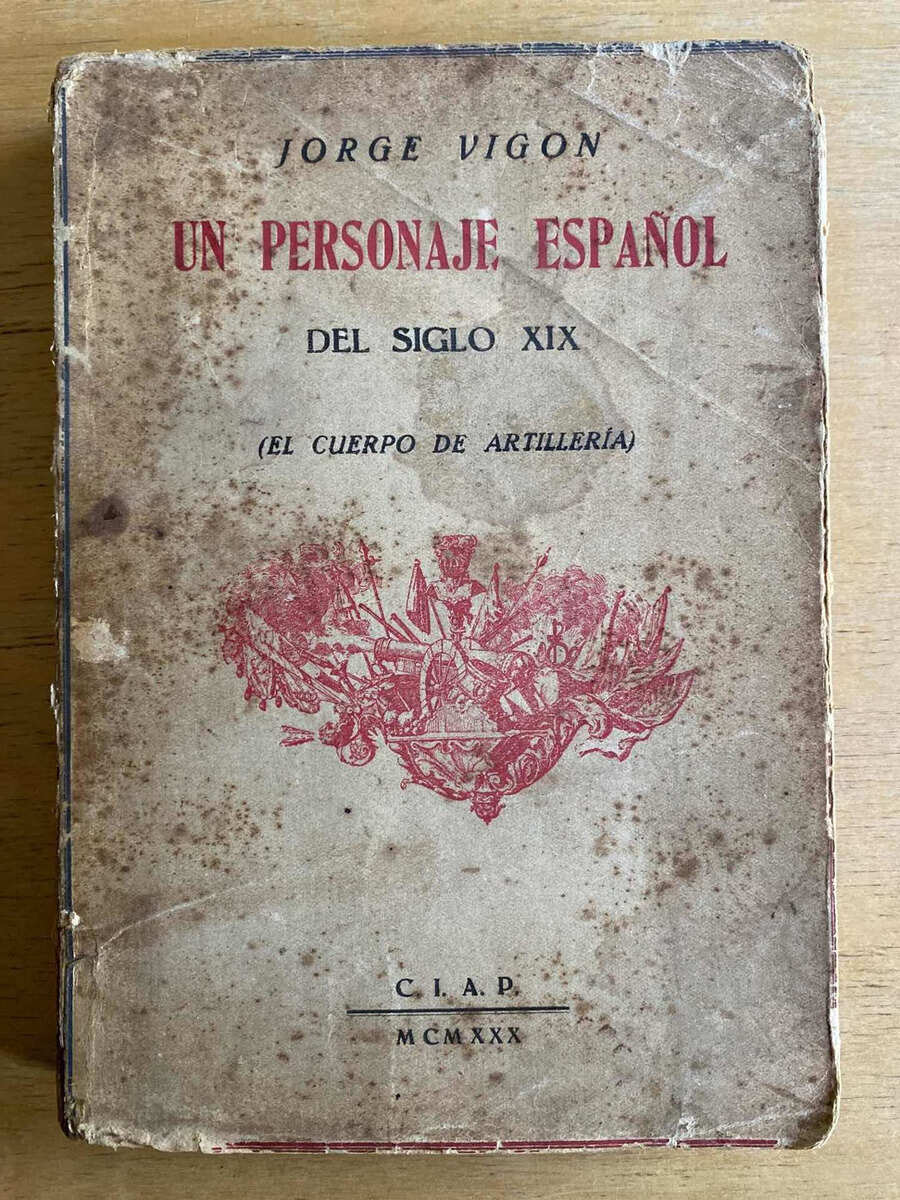 JORGE VIGON
UN PERSONAJE ESPAÑOL
DEL SIGLO XIX
(EL CUERPO DE ARTILLERÍA)
C. I. A. P.
MCMXXX